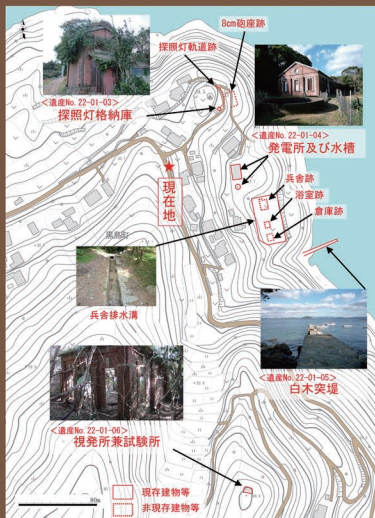 8cm砲座跡
探照灯軌道跡
<遺産No.22-01-03>
探照灯格納庫
<遺産No.22-01-04>
発電所及び水槽
現在地
兵舎跡
浴室跡
倉庫跡
黒島町
兵舎排水溝
<遺産No.22-01-05>
白木突堤
<遺産No.22-01-06>
視発所兼試験所
現存建物等
非現存建物等
80m